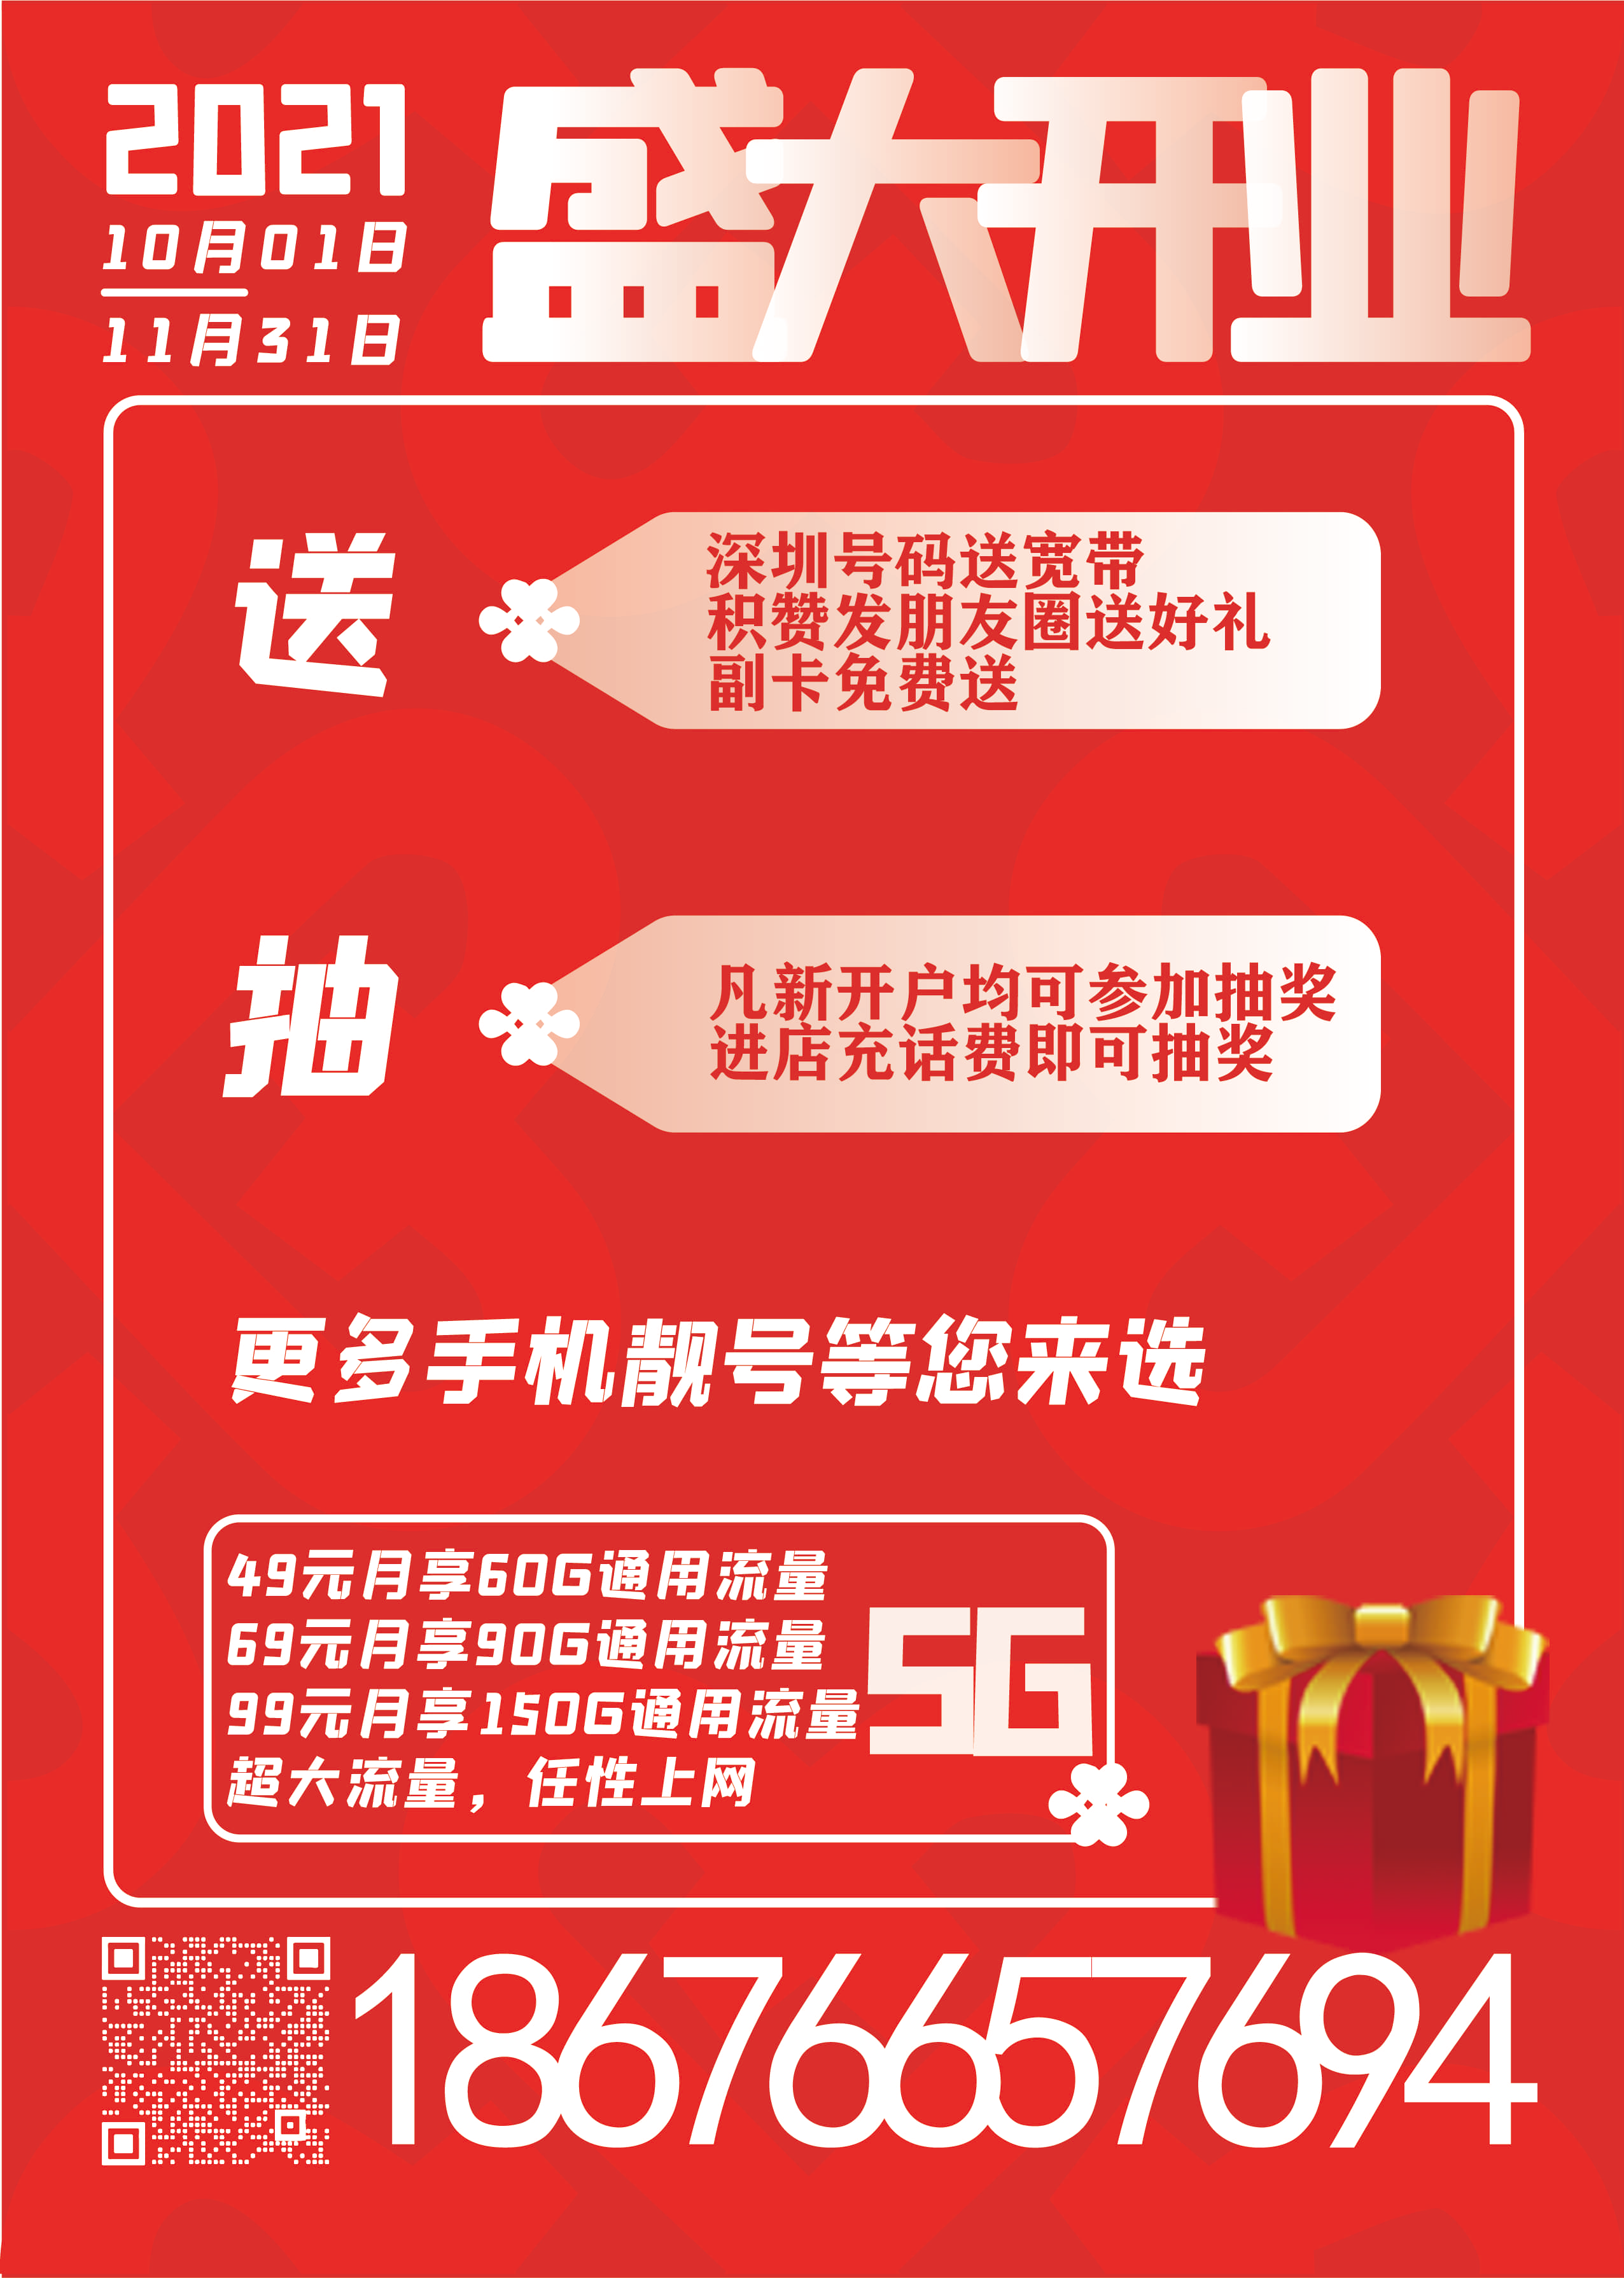 2021
10月01日
11月31日
盛大开业
送
深圳号码送宽带
积赞发朋友圈送好礼
副卡免费送
抽
凡新开户均可参加抽奖
进店充话费即可抽奖
更多手机靓号等您来选
49元月享60G通用流量
69元月享90G通用流量
99元月享150G通用流量
超大流量，任性上网
5G
18676657694